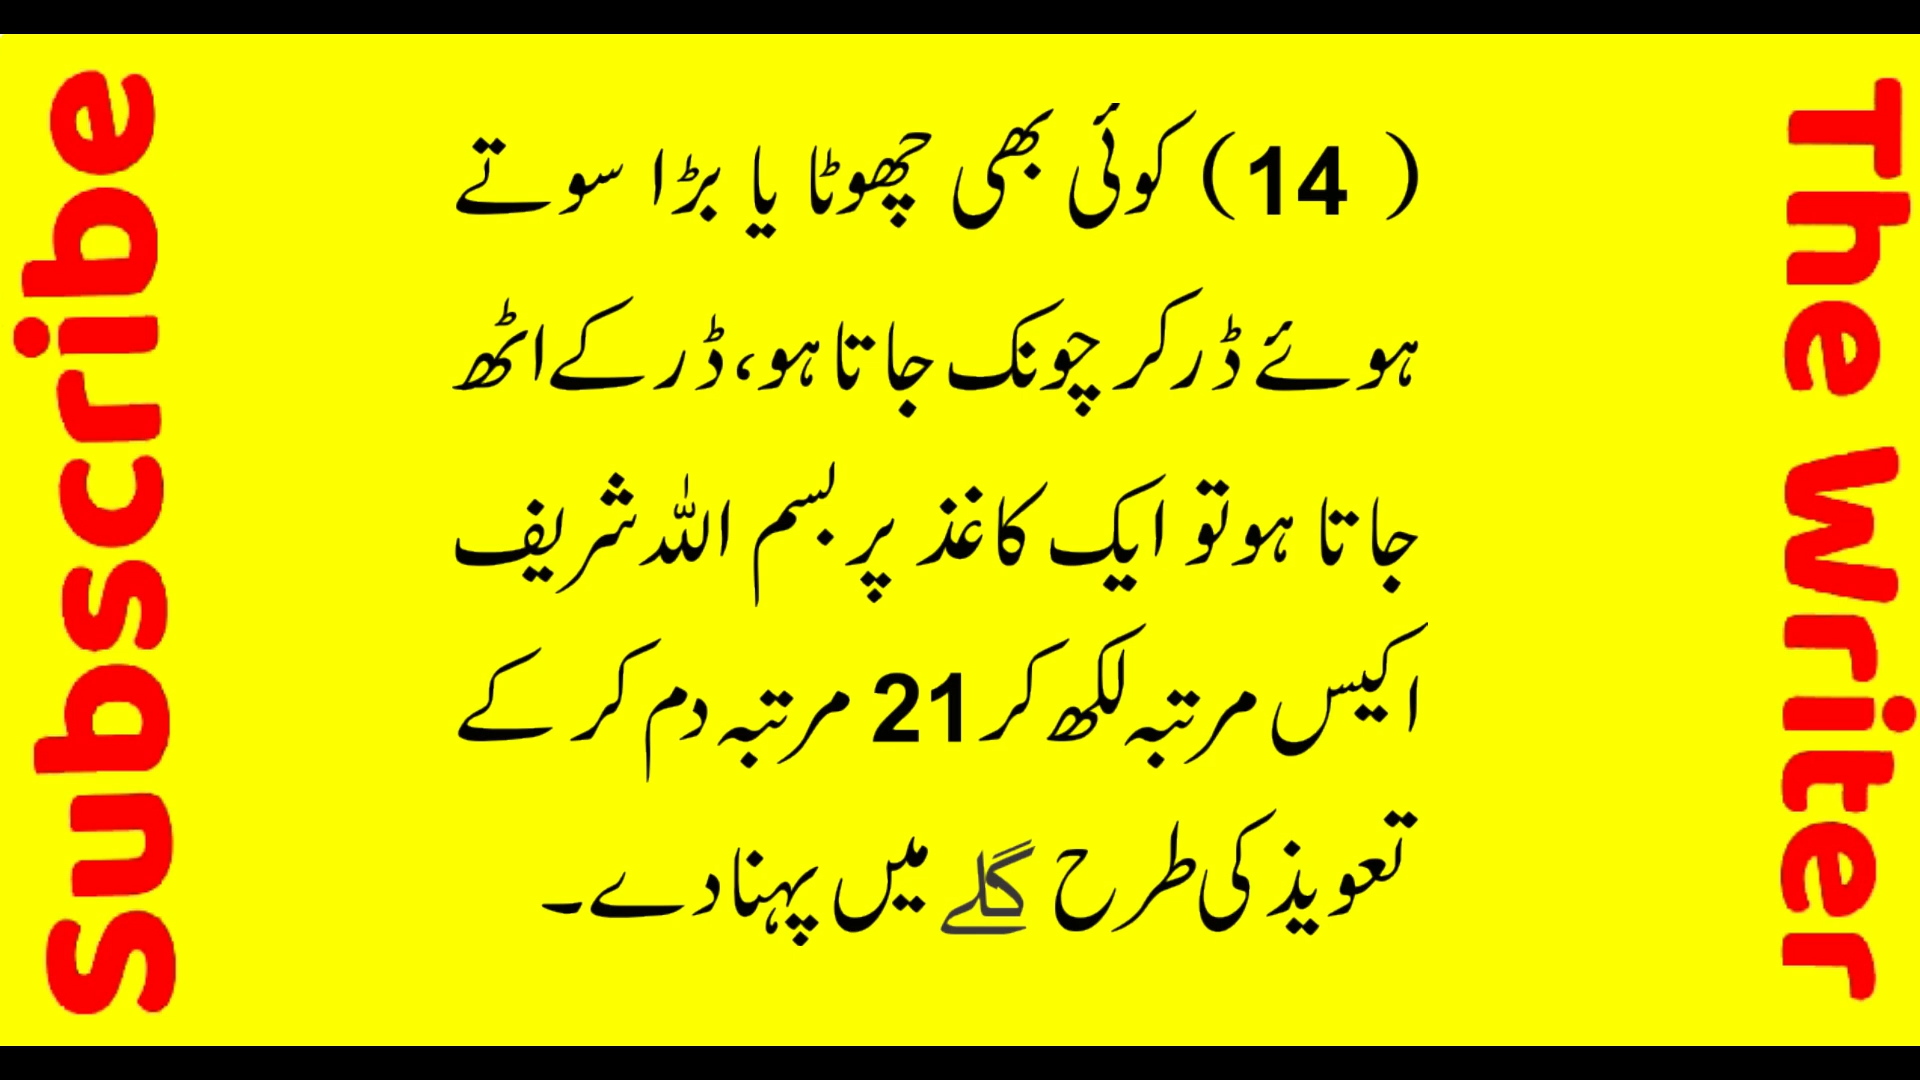 Subscribe
( 14) کوئی بھی چھوٹا یا بڑا سوتے
ہوئے ڈر کر چونک جاتا ہو، ڈر کے اٹھ
جاتا ہو تو ایک کاغذ پر بسم اللہ شریف
اکیس مرتبہ لکھ کر 21 مرتبہ دم کر کے
تعویذ کی طرح گلے میں پہنا دے۔
The Writer